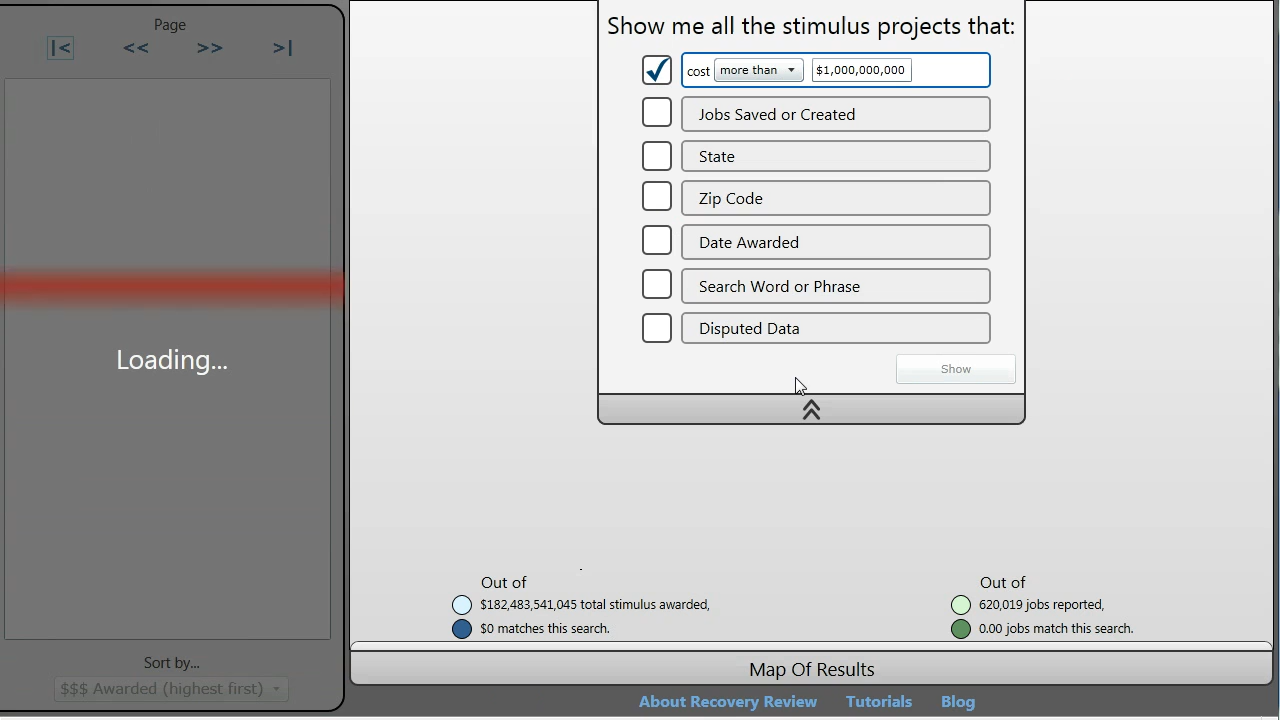 Page
|< << >> >|
Loading...
Sort by...
$$$ Awarded (highest first)
Show me all the stimulus projects that:
cost more than $1,000,000,000
Jobs Saved or Created
State
Zip Code
Date Awarded
Search Word or Phrase
Disputed Data
Show
Out of
$182,483,541,045 total stimulus awarded,
$0 matches this search.
Out of
620,019 jobs reported,
0.00 jobs match this search.
Map Of Results
About Recovery Review Tutorials Blog